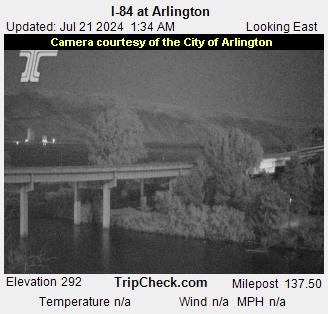 I-84 at Arlington
Updated: Jul 21 2024 1:34 AM Looking East
Camera courtesy of the City of Arlington
Elevation 292 TripCheck.com Milepost 137.50
Temperature n/a Wind n/a MPH n/a